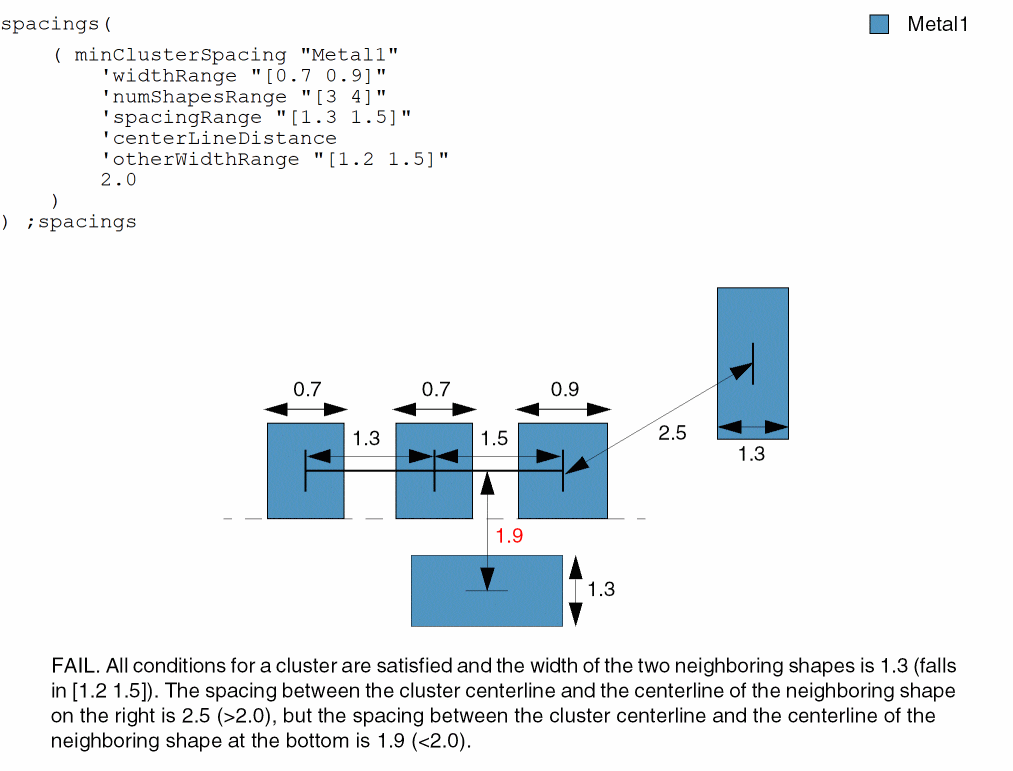 spacings(
Metal1
( minClusterSpacing "Metal1"
'widthRange "[0.7 0.9]"
'numShapesRange "[3 4]"
'spacingRange "[1.3 1.5]"
'centerLineDistance
'otherWidthRange "[1.2 1.5]"
2.0
)
) ;spacings
0.7
0.7
0.9
1.3
1.5
2.5
1.3
1.9
1.3
FAIL. All conditions for a cluster are satisfied and the width of the two neighboring shapes is 1.3 (falls
in [1.2 1.5]). The spacing between the cluster centerline and the centerline of the neighboring shape
on the right is 2.5 (>2.0), but the spacing between the cluster centerline and the centerline of the
neighboring shape at the bottom is 1.9 (<2.0).